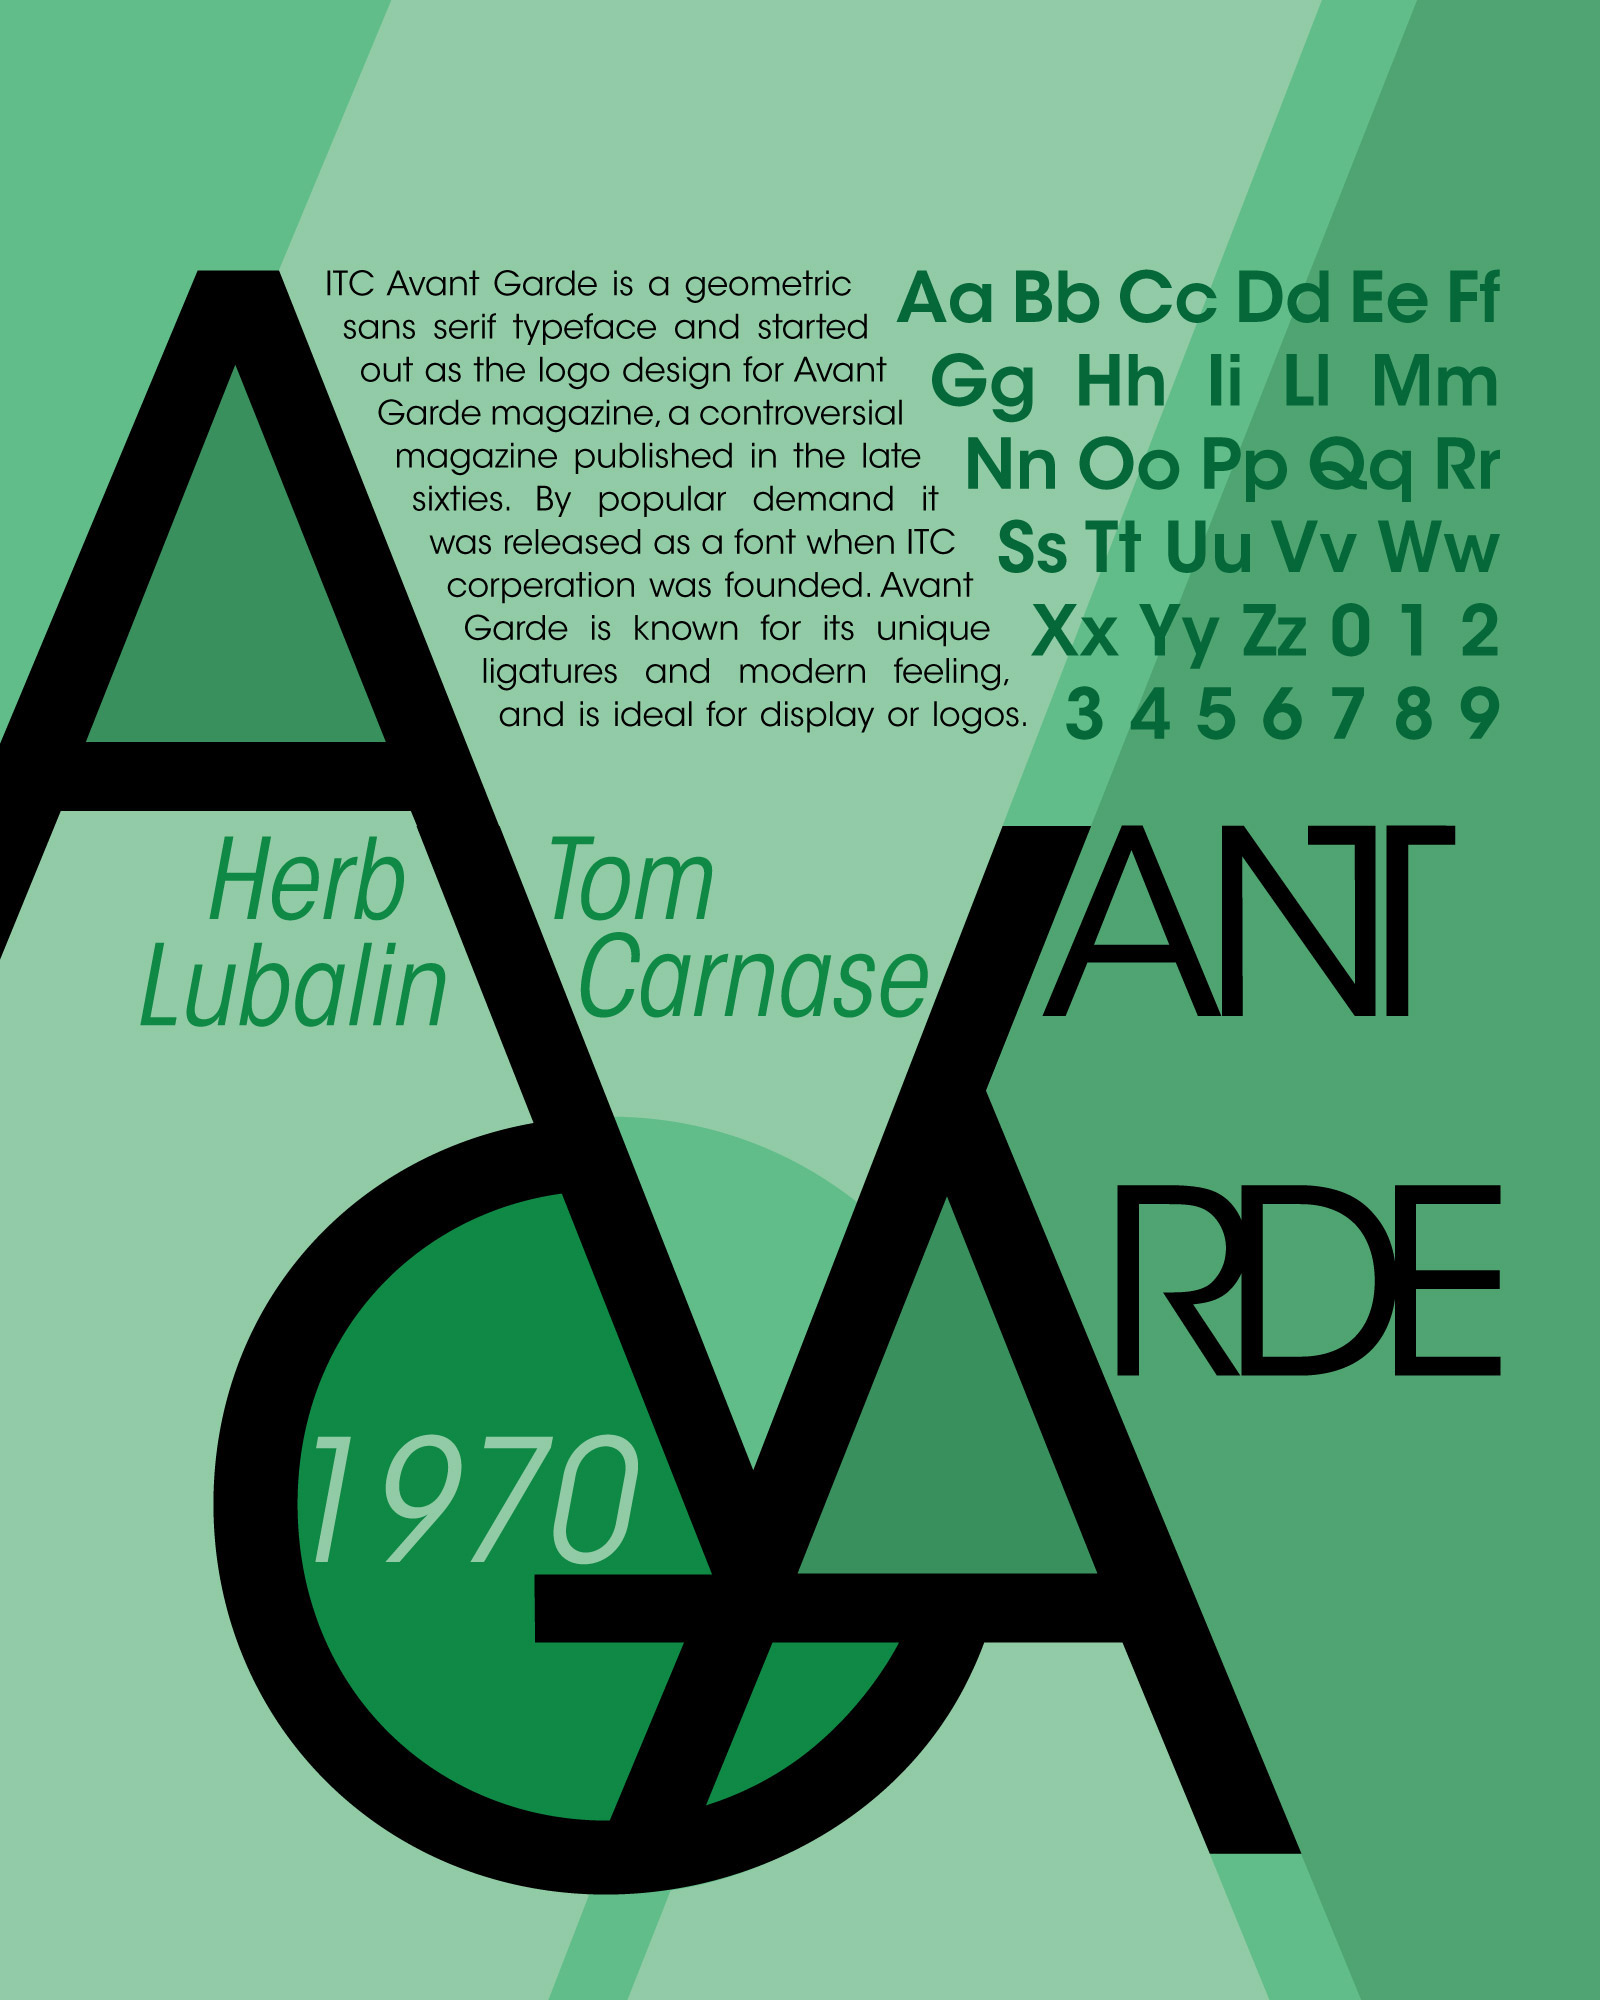 ITC Avant Garde is a geometric
sans serif typeface and started
out as the logo design for Avant
Garde magazine, a controversial
magazine published in the late
sixties. By popular demand it
was released as a font when ITC
corperation was founded. Avant
Garde is known for its unique
ligatures and modern feeling,
and is ideal for display or logos.
Aa Bb Cc Dd Ee Ff
Gg Hh Ii Ll Mm
Nn Oo Pp Qq Rr
Ss Tt Uu Vv Ww
Xx Yy Zz 0 1 2
3 4 5 6 7 8 9
Herb
Lubalin
Tom
Carnase
AVANT
GARDE
1970